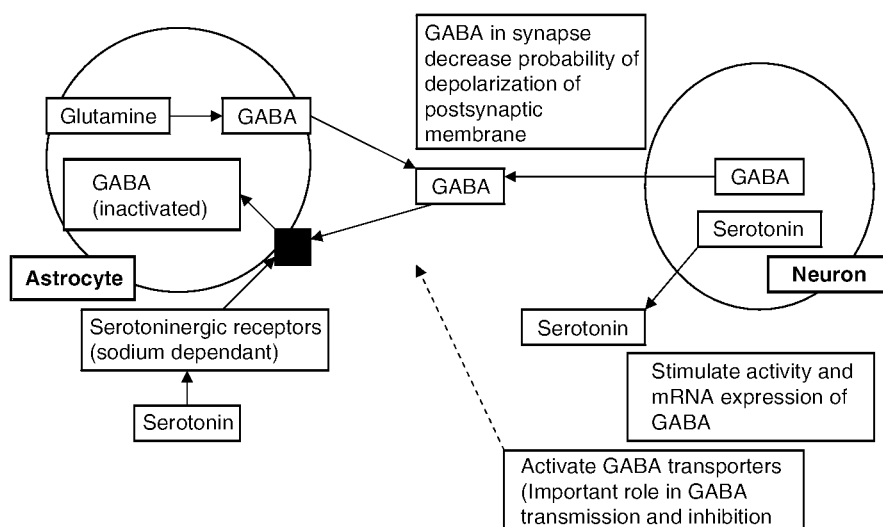 GABA in synapse
decrease probability of
depolarization of
postsynaptic
membrane
Glutamine
GABA
GABA
(inactivated)
GABA
GABA
Serotonin
Astrocyte
Neuron
Serotoninergic receptors
(sodium dependant)
Serotonin
Serotonin
Stimulate activity and
mRNA expression of
GABA
Activate GABA transporters
(Important role in GABA
transmission and inhibition